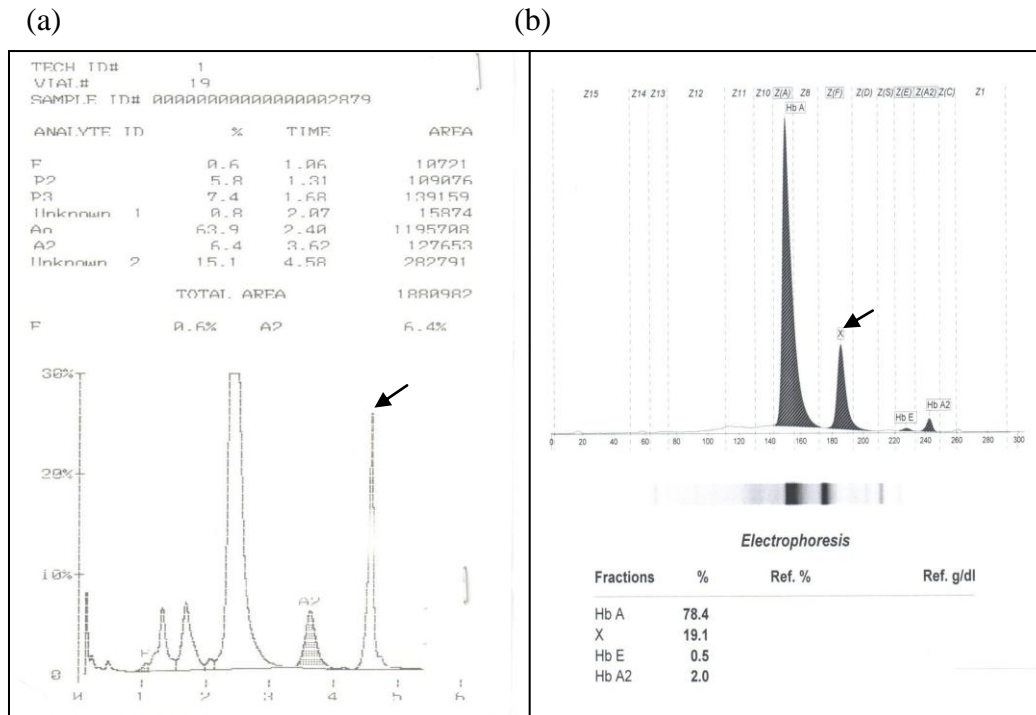 (a) (b)
TECH ID# 1
VIAL# 19
SAMPLE ID# 00000000000000002879
ANALYTE ID % TIME AREA
F 0.6 1.06 10721
P2 5.8 1.31 109076
P3 7.4 1.68 139159
Unknown 1 0.8 2.07 15874
Ao 63.9 2.40 1195708
A2 6.4 3.62 127653
Unknown 2 15.1 4.58 282791
TOTAL AREA 1880982
F 0.6% A2 6.4%
30%
20%
10%
A2
F
0
0 1 2 3 4 5 6
Z15 Z14 Z13 Z12 Z11 Z10 Z(A) Z8 Z(F) Z(D) Z(S) Z(E) Z(A2) Z(C) Z1
Hb A
X
Hb E
Hb A2
0 20 40 60 80 100 120 140 160 180 200 220 240 260 280 300
Electrophoresis
Fractions % Ref. % Ref. g/dl
Hb A 78.4
X 19.1
Hb E 0.5
Hb A2 2.0